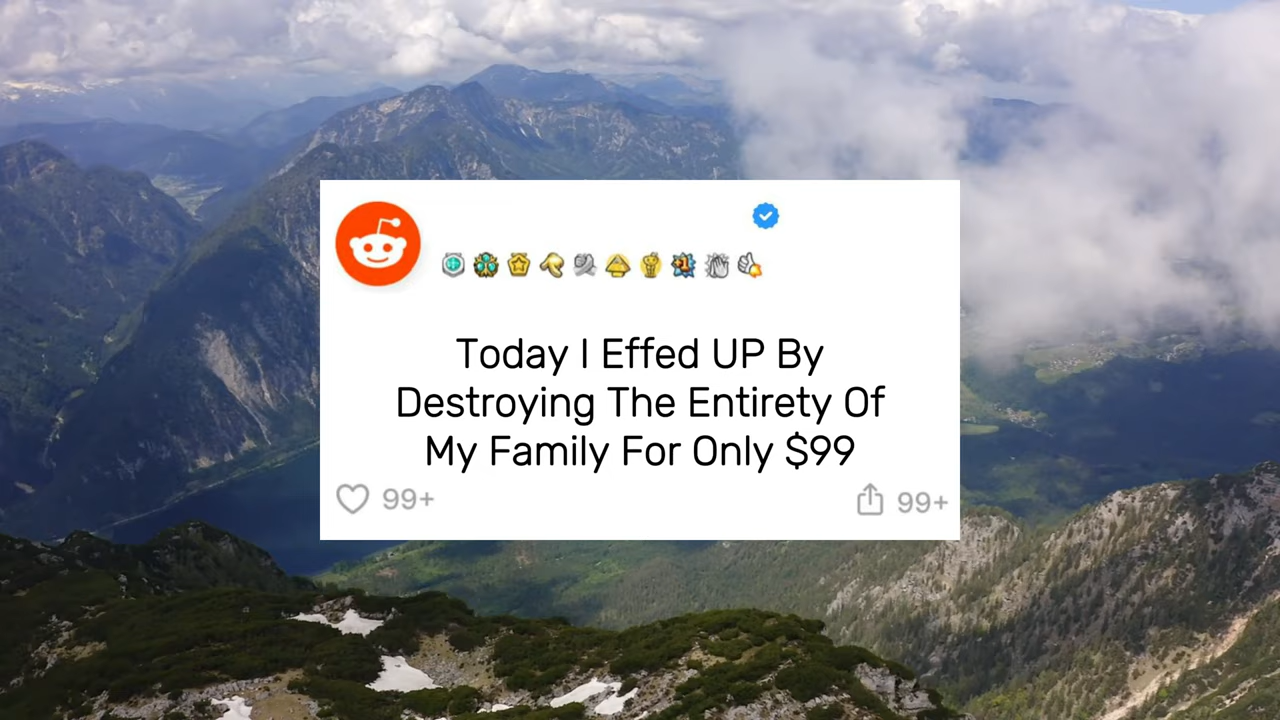 Today I Effed UP By
Destroying The Entirety Of
My Family For Only $99
99+
99+